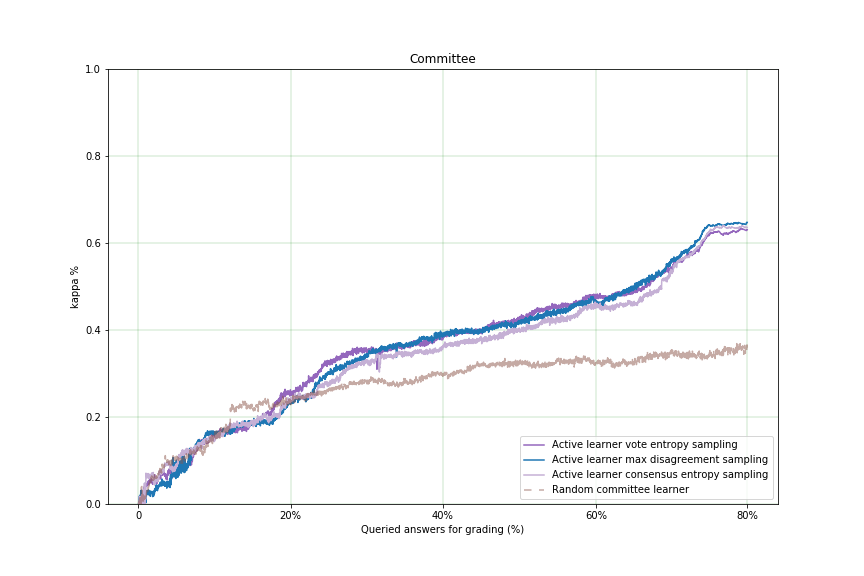 Committee
1.0
0.8
0.6
0.4
0.2
0.0
kappa %
0
20%
40%
60%
80%
Queried answers for grading (%)
Active learner vote entropy sampling
Active learner max disagreement sampling
Active learner consensus entropy sampling
Random committee learner